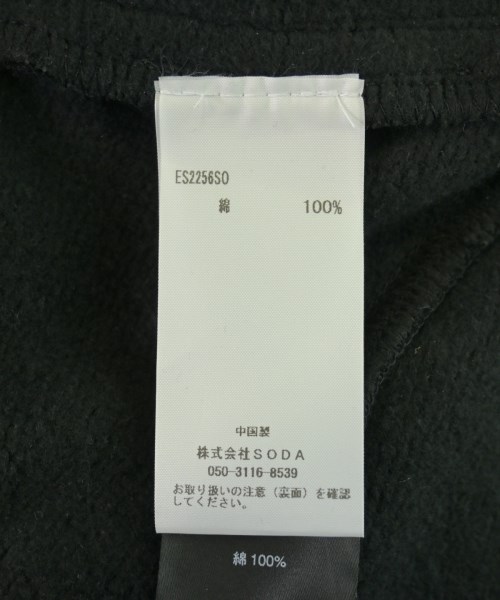 ES2256SO
綿 100%
中国製
株式会社SODA
050-3116-8539
お取り扱いの注意(裏面)を確認
してください。
綿 100%